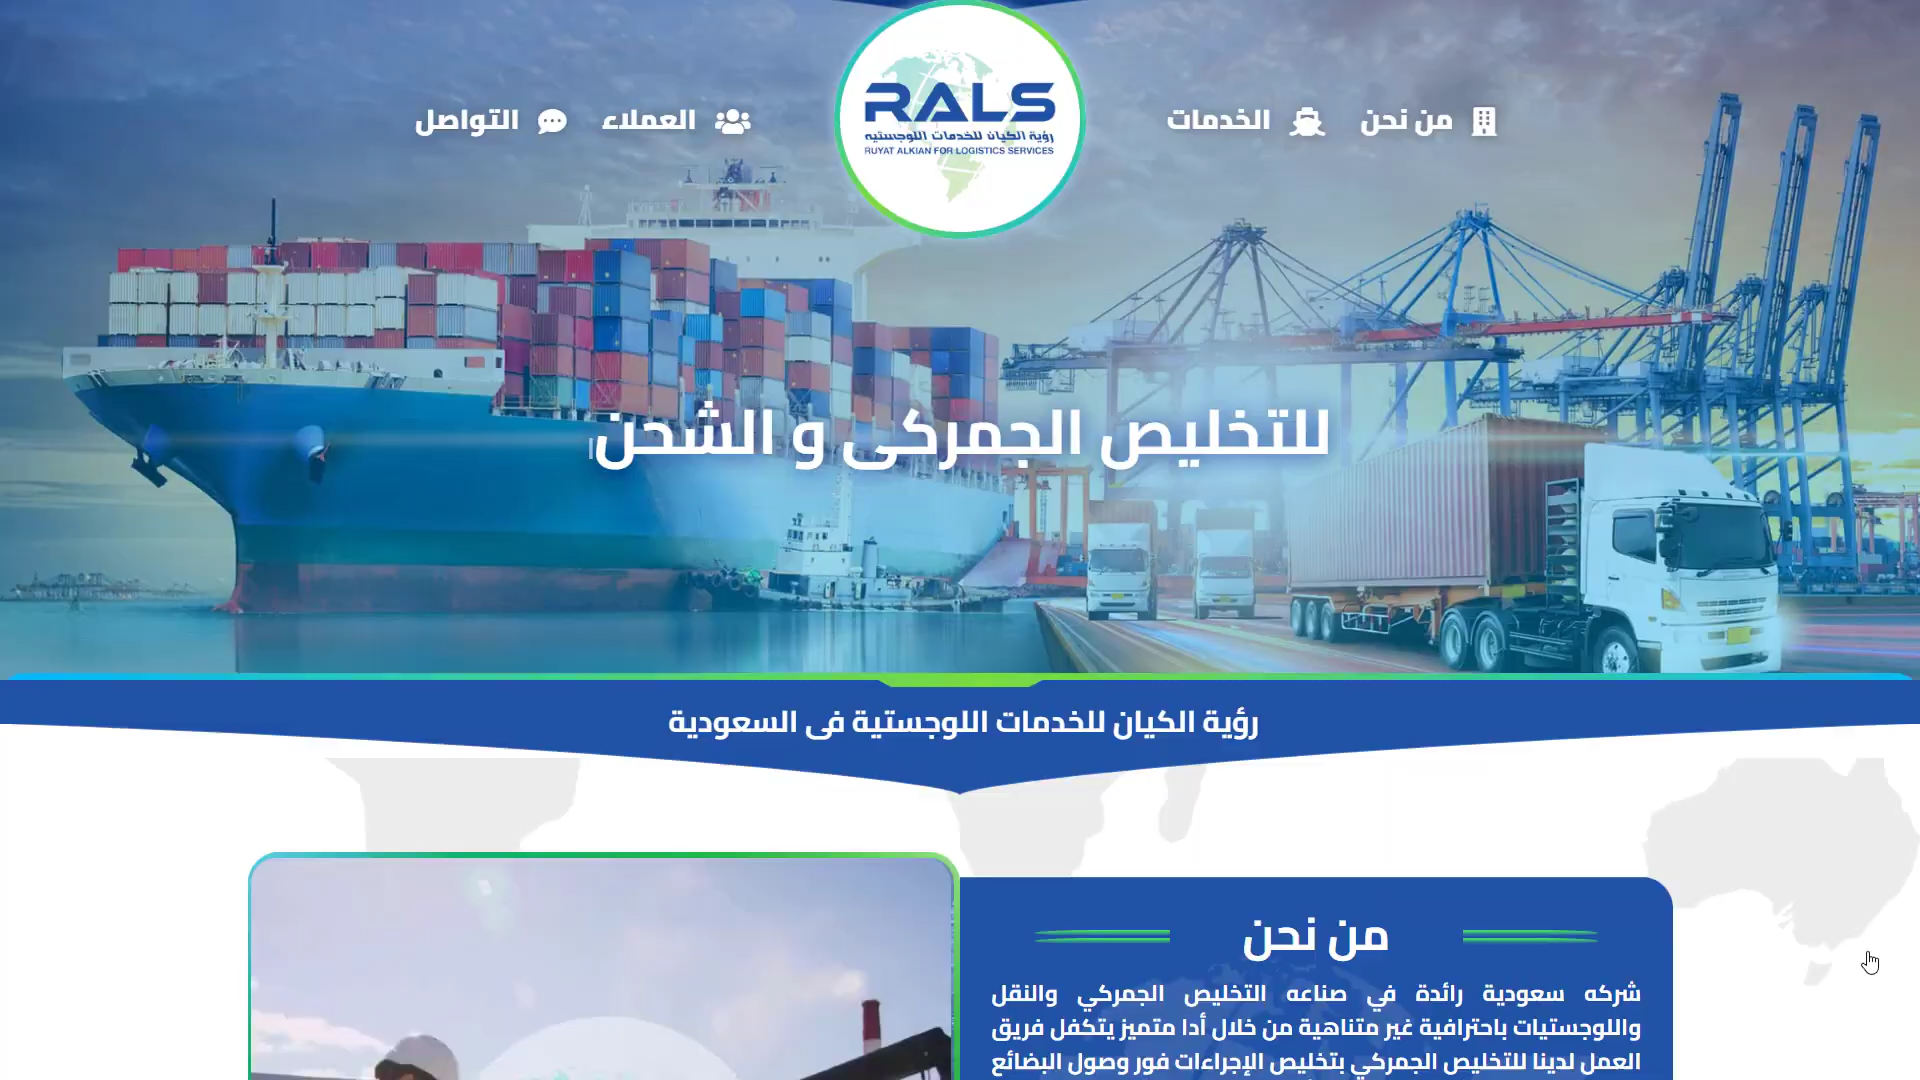 من نحن
الخدمات
RALS
رؤية الكيان للخدمات اللوجستيه
RUYAT ALKIAN FOR LOGISTICS SERVICES
العملاء
التواصل
للتخليص الجمركى و الشحن
رؤية الكيان للخدمات اللوجستية فى السعودية
من نحن
شركه سعودية رائدة في صناعه التخليص الجمركي والنقل
واللوجستيات باحترافية غير متناهية من خلال أدا متميز يتكفل فريق
العمل لدينا للتخليص الجمركي بتخليص الإجراءات فور وصول البضائع